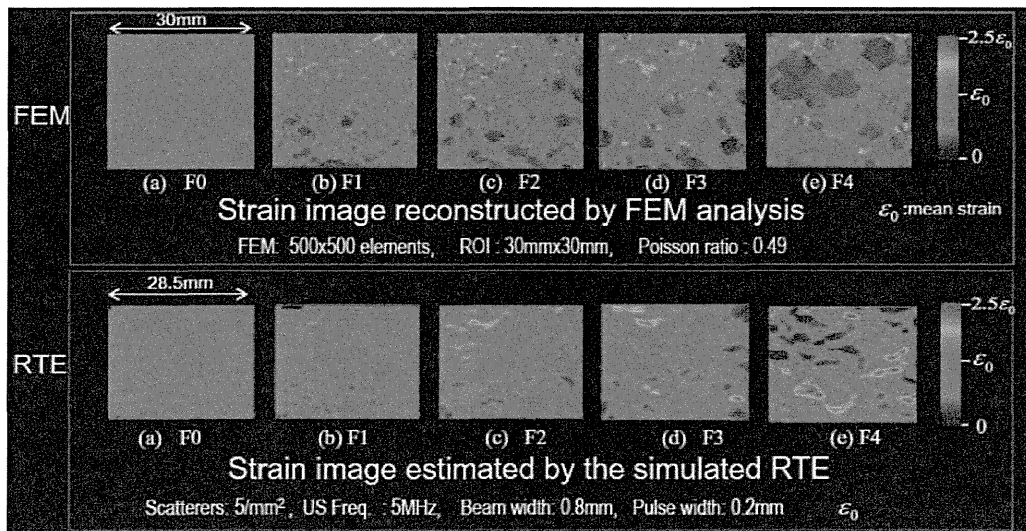 30mm
2.5ε₀
FEM
ε₀
0
(a) F0
(b) F1
(c) F2
(d) F3
(e) F4
Strain image reconstructed by FEM analysis
ε₀ :mean strain
FEM: 500x500 elements, ROI : 30mmx30mm, Poisson ratio : 0.49
28.5mm
2.5ε₀
RTE
ε₀
0
(a) F0
(b) F1
(c) F2
(d) F3
(e) F4
Strain image estimated by the simulated RTE
Scatterers: 5/mm², US Freq. : 5MHz, Beam width: 0.8mm, Pulse width: 0.2mm ε₀